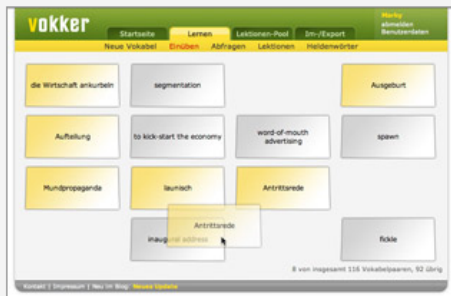 vokker
Marky
abmelden
Benutzerdaten
Startseite Lernen Lektionen-Pool Im-/Export
Neue Vokabel Einüben Abfragen Lektionen Heldenwörter
die Wirtschaft ankurbeln segmentation Ausgeburt
Aufteilung to kick-start the economy word-of-mouth advertising spawn
Mundpropaganda launisch Antrittsrede
Antrittsrede
inaugural address fickle
8 von insgesamt 116 Vokabelpaaren, 92 übrig
Kontakt | Impressum | Neu im Blog: Neues Update